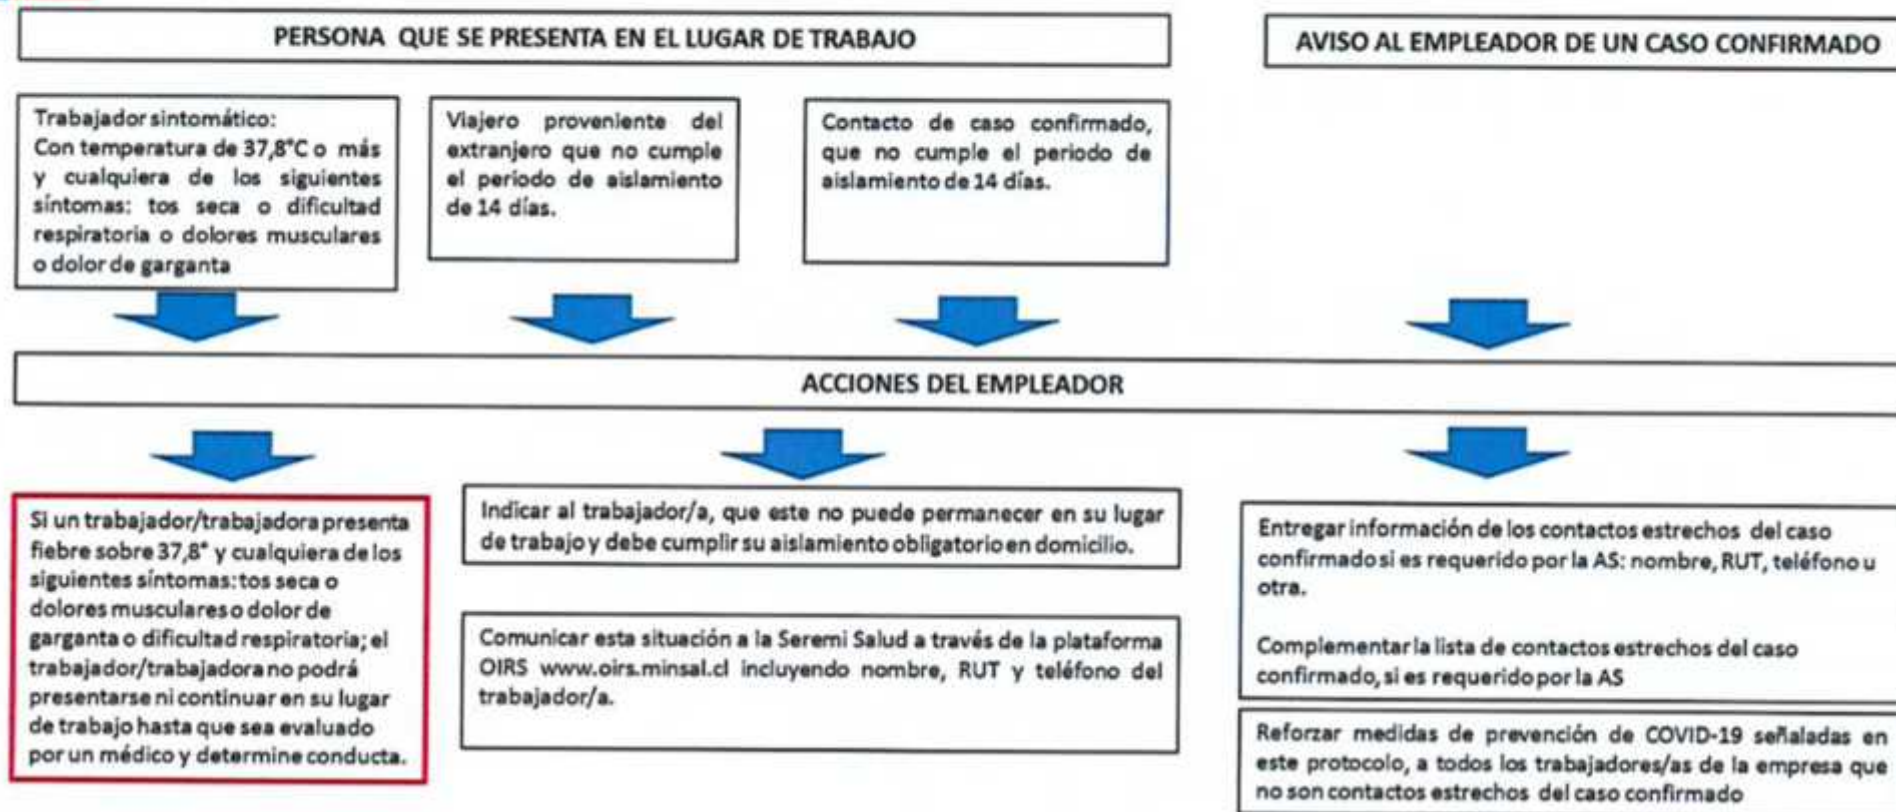 PERSONA QUE SE PRESENTA EN EL LUGAR DE TRABAJO
AVISO AL EMPLEADOR DE UN CASO CONFIRMADO
Trabajador sintomático:
Con temperatura de 37,8°C o más
y cualquiera de los siguientes
síntomas: tos seca o dificultad
respiratoria o dolores musculares
o dolor de garganta
Viajero proveniente del
extranjero que no cumple
el periodo de aislamiento
de 14 días.
Contacto de caso confirmado,
que no cumple el periodo de
aislamiento de 14 días.
ACCIONES DEL EMPLEADOR
Si un trabajador/trabajadora presenta
fiebre sobre 37,8° y cualquiera de los
siguientes síntomas: tos seca o
dolores musculares o dolor de
garganta o dificultad respiratoria; el
trabajador/trabajadora no podrá
presentarse ni continuar en su lugar
de trabajo hasta que sea evaluado
por un médico y determine conducta.
Indicar al trabajador/a, que este no puede permanecer en su lugar
de trabajo y debe cumplir su aislamiento obligatorio en domicilio.
Comunicar esta situación a la Seremi Salud a través de la plataforma
OIRS www.oirs.minsal.cl incluyendo nombre, RUT y teléfono del
trabajador/a.
Entregar información de los contactos estrechos del caso
confirmado si es requerido por la AS: nombre, RUT, teléfono u
otra.
Complementar la lista de contactos estrechos del caso
confirmado, si es requerido por la AS
Reforzar medidas de prevención de COVID-19 señaladas en
este protocolo, a todos los trabajadores/as de la empresa que
no son contactos estrechos del caso confirmado